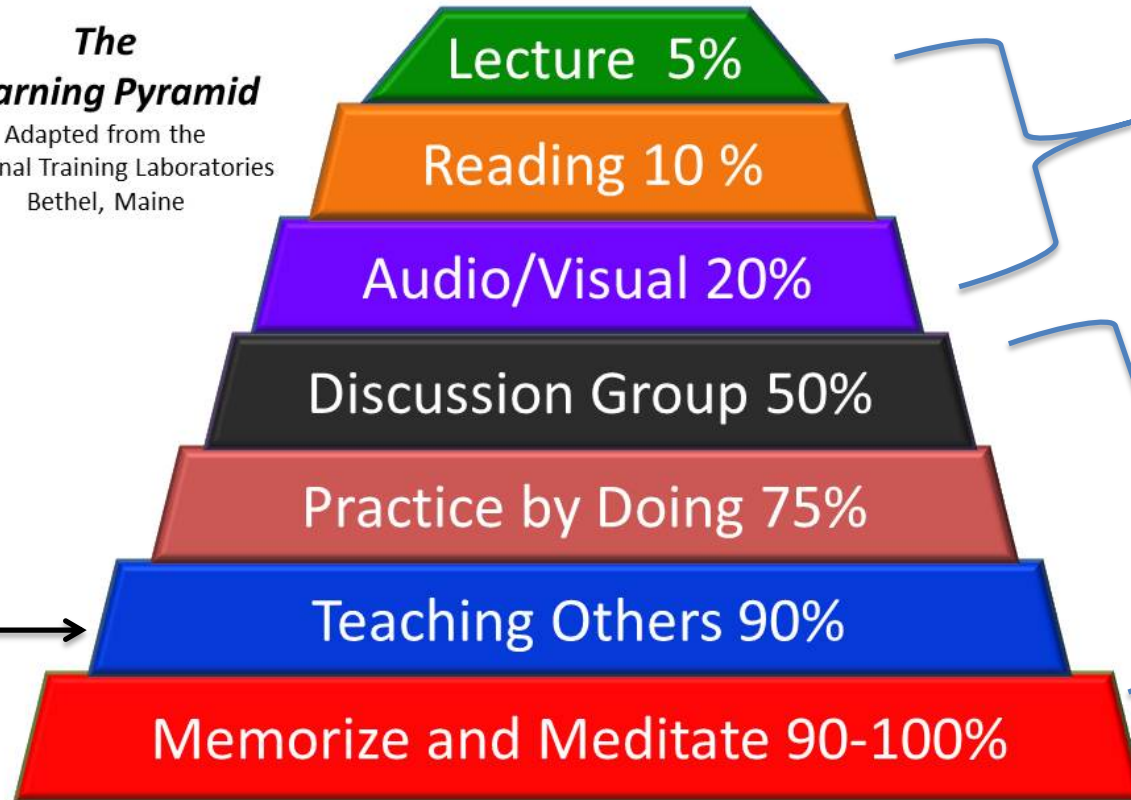 The
arning Pyramid
Adapted from the
nal Training Laboratories
Bethel, Maine
Lecture 5%
Reading 10 %
Audio/Visual 20%
Discussion Group 50%
Practice by Doing 75%
Teaching Others 90%
Memorize and Meditate 90-100%